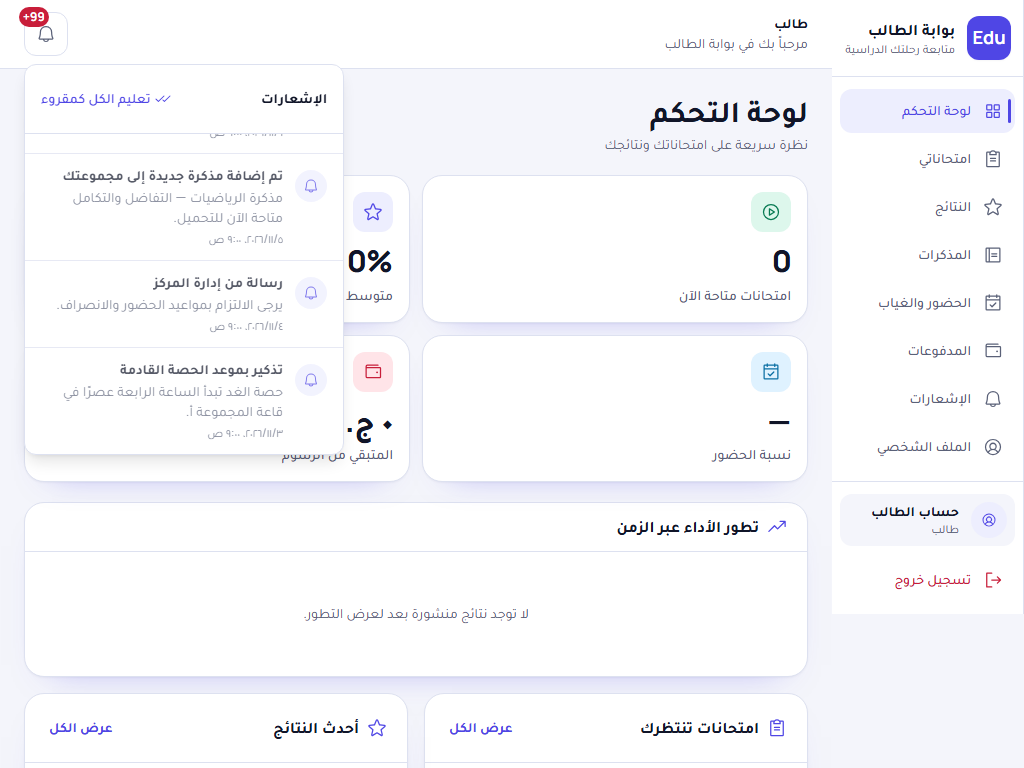 Edu
بوابة الطالب
متابعة رحلتك الدراسية
لوحة التحكم
امتحاناتي
النتائج
المذكرات
الحضور والغياب
المدفوعات
الإشعارات
الملف الشخصي
حساب الطالب
طالب
تسجيل خروج
طالب
مرحباً بك في بوابة الطالب
99+
الإشعارات
تعليم الكل كمقروء
تم إضافة مذكرة جديدة إلى مجموعتك
مذكرة الرياضيات — التفاضل والتكامل
متاحة الآن للتحميل.
٢٠٢٦/١١/٥، ٩:٠٠ ص
رسالة من إدارة المركز
يرجى الالتزام بمواعيد الحضور والانصراف.
٢٠٢٦/١١/٤، ٩:٠٠ ص
تذكير بموعد الحصة القادمة
حصة الغد تبدأ الساعة الرابعة عصرًا في
قاعة المجموعة أ.
٢٠٢٦/١١/٣، ٩:٠٠ ص
لوحة التحكم
نظرة سريعة على امتحاناتك ونتائجك
0
امتحانات متاحة الآن
0%
متوسط
—
نسبة الحضور
٠ ج.
المتبقي من الرسوم
تطور الأداء عبر الزمن
لا توجد نتائج منشورة بعد لعرض التطور.
امتحانات تنتظرك
عرض الكل
أحدث النتائج
عرض الكل